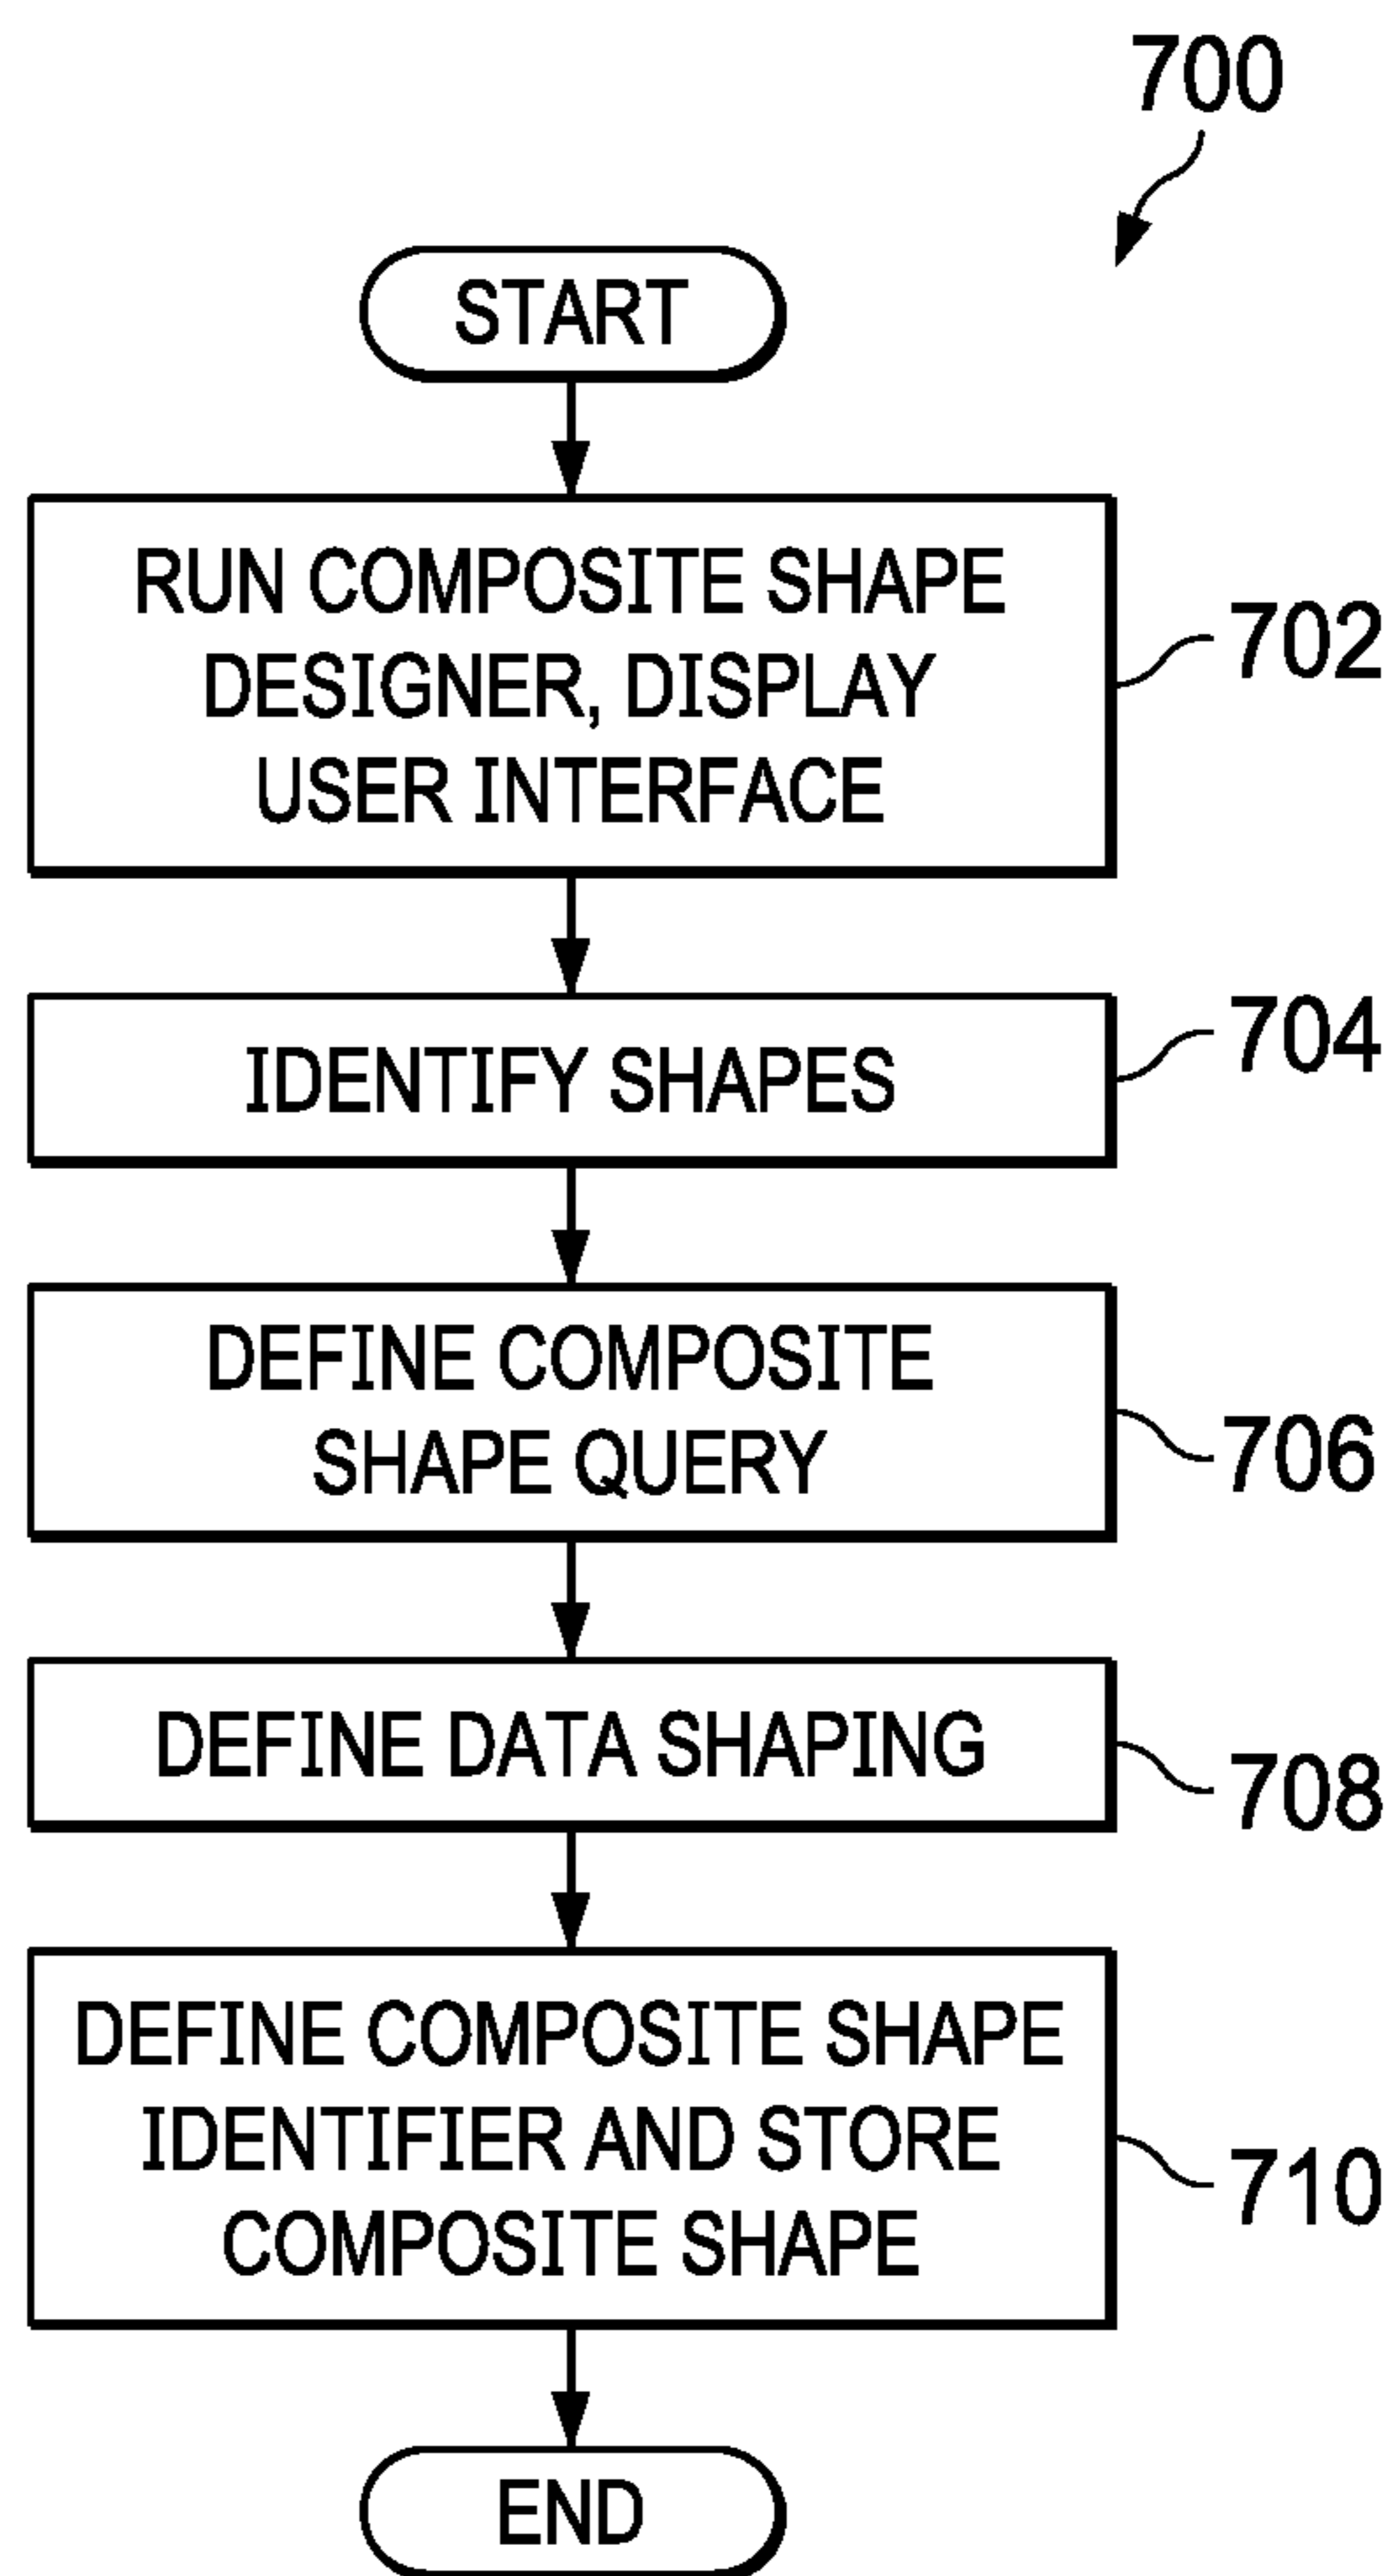 700
START
RUN COMPOSITE SHAPE
DESIGNER, DISPLAY
USER INTERFACE
702
IDENTIFY SHAPES
704
DEFINE COMPOSITE
SHAPE QUERY
706
DEFINE DATA SHAPING
708
DEFINE COMPOSITE SHAPE
IDENTIFIER AND STORE
COMPOSITE SHAPE
710
END